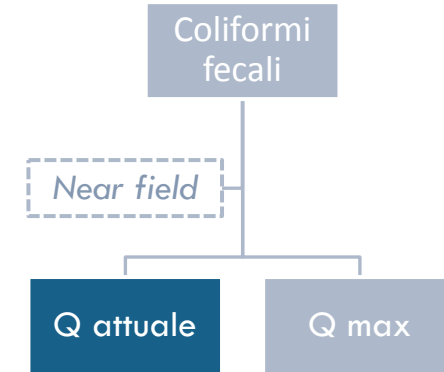 Coliformi
fecali
Near field
Q attuale
Q max